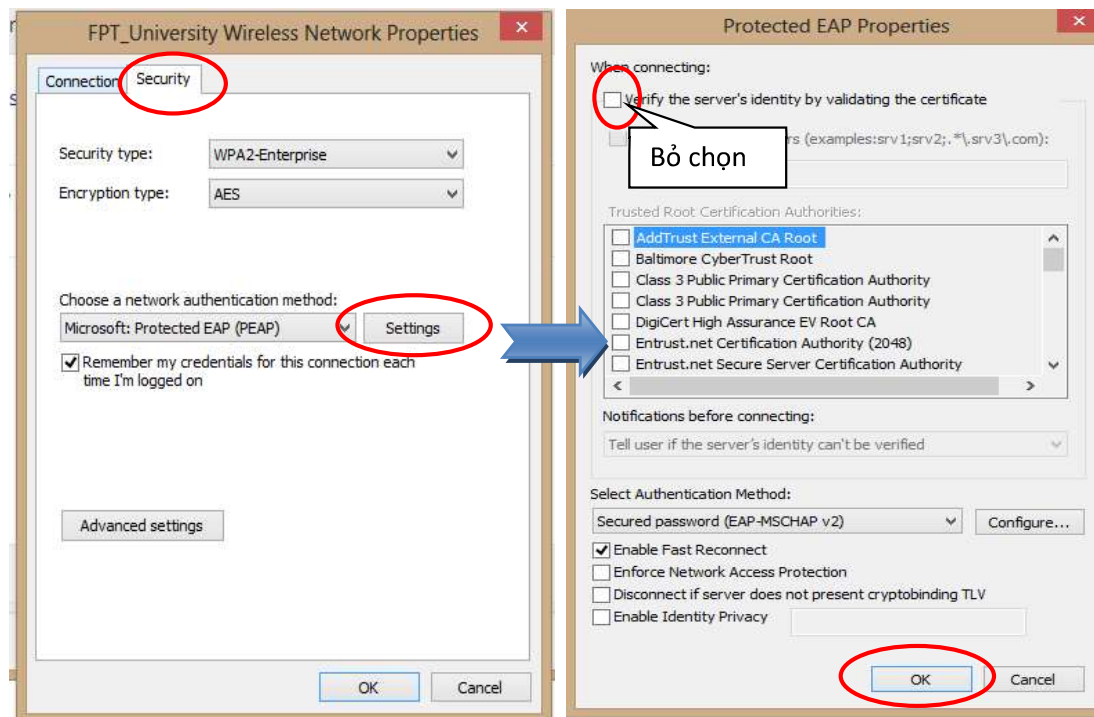 FPT_University Wireless Network Properties
Connection
Security
Security type:
WPA2-Enterprise
Encryption type:
AES
Choose a network authentication method:
Microsoft: Protected EAP (PEAP)
Settings
Remember my credentials for this connection each
time I'm logged on
Advanced settings
OK
Cancel
Protected EAP Properties
When connecting:
Verify the server's identity by validating the certificate
(examples:srv1;srv2;.*\.srv3\.com):
Bỏ chọn
Trusted Root Certification Authorities:
AddTrust External CA Root
Baltimore CyberTrust Root
Class 3 Public Primary Certification Authority
Class 3 Public Primary Certification Authority
DigiCert High Assurance EV Root CA
Entrust.net Certification Authority (2048)
Entrust.net Secure Server Certification Authority
Notifications before connecting:
Tell user if the server's identity can't be verified
Select Authentication Method:
Secured password (EAP-MSCHAP v2)
Configure...
Enable Fast Reconnect
Enforce Network Access Protection
Disconnect if server does not present cryptobinding TLV
Enable Identity Privacy
OK
Cancel